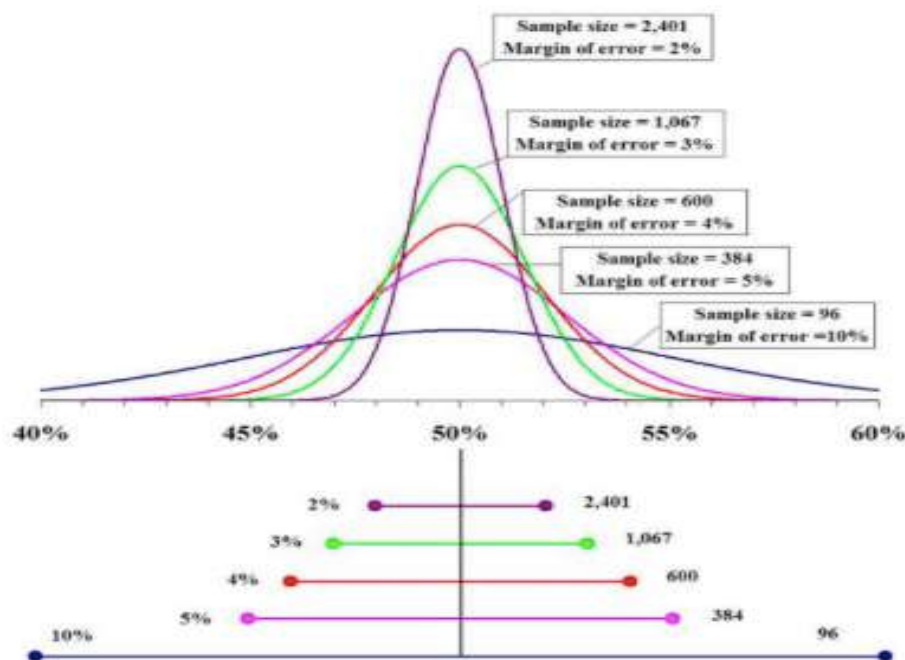 Sample size = 2,401
Margin of error = 2%
Sample size = 1,067
Margin of error = 3%
Sample size = 600
Margin of error = 4%
Sample size = 384
Margin of error = 5%
Sample size = 96
Margin of error =10%
40% 45% 50% 55% 60%
2% 2,401
3% 1,067
4% 600
5% 384
10% 96